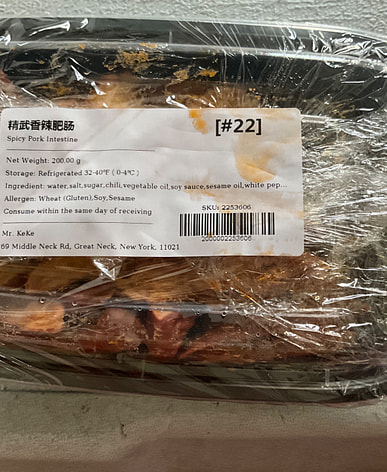 精武香辣肥肠
[#22]
Spicy Pork Intestine
Net Weight: 200.00 g
Storage: Refrigerated 32-40°F ( 0-4°C )
Ingredient: water,salt,sugar,chili,vegetable oil,soy sauce,sesame oil,white pep...
Allergen: Wheat (Gluten),Soy,Sesame
Consume within the same day of receiving
SKU: 2253606
2000002253606
Mr. KeKe
69 Middle Neck Rd, Great Neck, New York, 11021